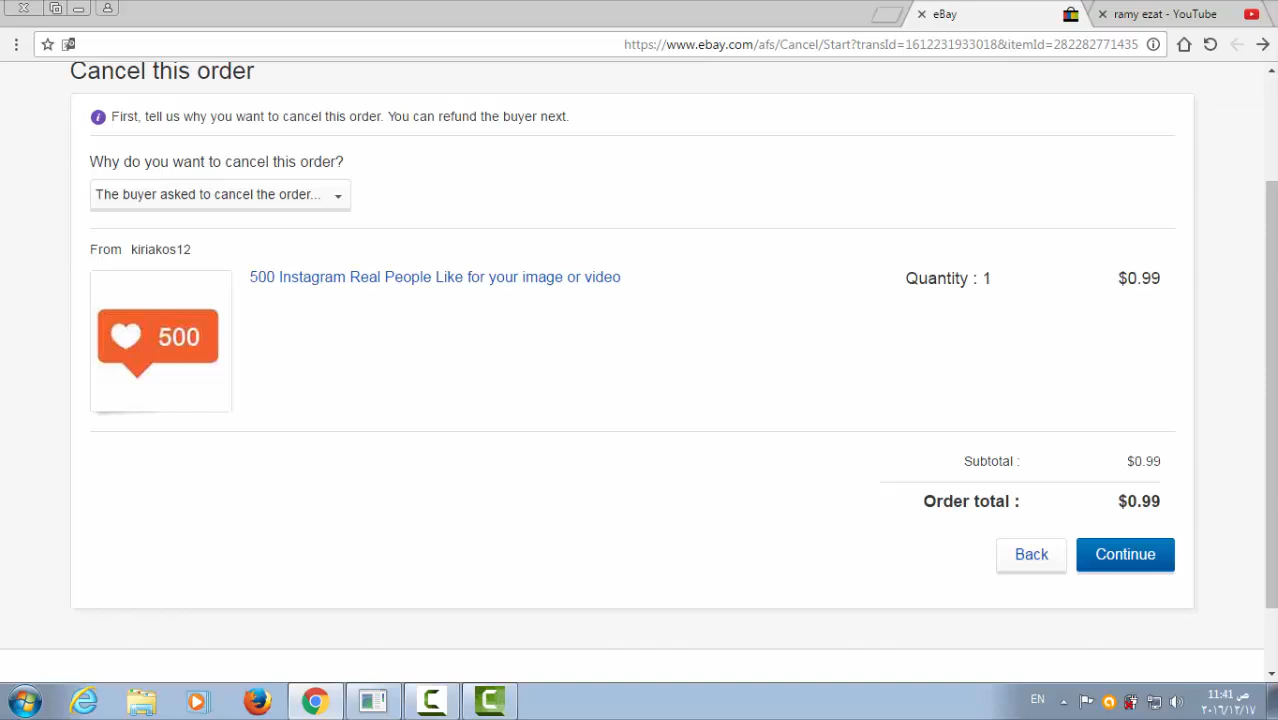 eBay
ramy ezat - YouTube
https://www.ebay.com/afs/Cancel/Start?transId=1612231933018&itemId=282282771435
Cancel this order
First, tell us why you want to cancel this order. You can refund the buyer next.
Why do you want to cancel this order?
The buyer asked to cancel the order...
From kiriakos12
500 Instagram Real People Like for your image or video
Quantity : 1
$0.99
500
Subtotal : $0.99
Order total : $0.99
Back
Continue
EN
ص 11:41
٢٠١٦/١٢/١٧